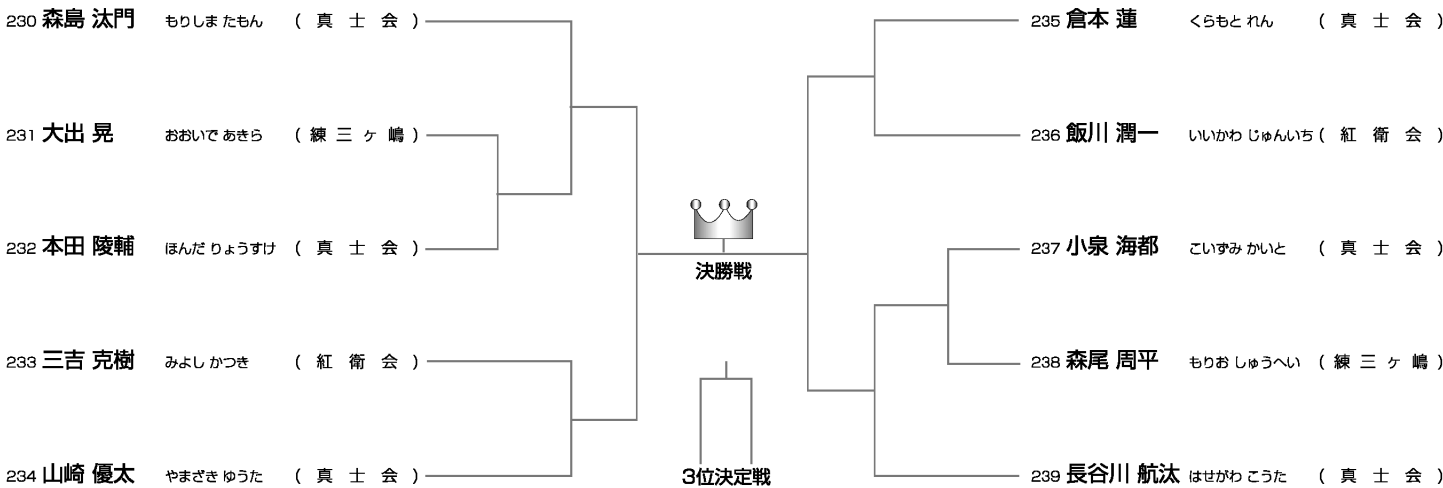 230 森島 汰門 もりしま たもん ( 真 士 会 )
231 大出 晃 おおいで あきら ( 練 三 ヶ 嶋 )
232 本田 陵輔 ほんだ りょうすけ ( 真 士 会 )
233 三吉 克樹 みよし かつき ( 紅 衛 会 )
234 山崎 優太 やまざき ゆうた ( 真 士 会 )
決勝戦
3位決定戦
235 倉本 蓮 くらもと れん ( 真 士 会 )
236 飯川 潤一 いいかわ じゅんいち ( 紅 衛 会 )
237 小泉 海都 こいずみ かいと ( 真 士 会 )
238 森尾 周平 もりお しゅうへい ( 練 三 ヶ 嶋 )
239 長谷川 航汰 はせがわ こうた ( 真 士 会 )